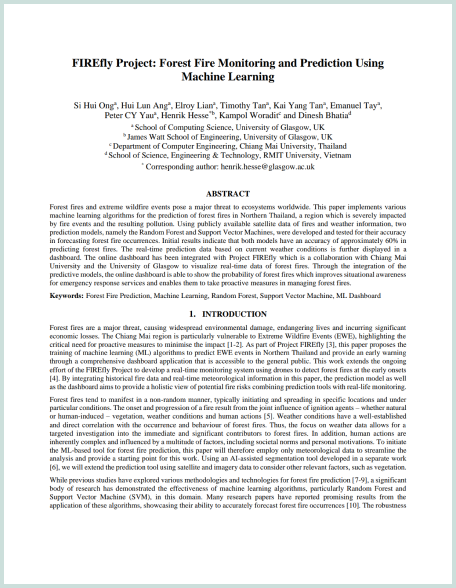 FIREfly Project: Forest Fire Monitoring and Prediction Using
Machine Learning
Si Hui Ongᵃ, Hui Lun Angᵃ, Elroy Lianᵃ, Timothy Tanᵃ, Kai Yang Tanᵃ, Emanuel Tayᵃ,
Peter CY Yauᵃ, Henrik Hesse*ᵇ, Kampol Woraditᶜ and Dinesh Bhatiaᵈ
ᵃ School of Computing Science, University of Glasgow, UK
ᵇ James Watt School of Engineering, University of Glasgow, UK
ᶜ Department of Computer Engineering, Chiang Mai University, Thailand
ᵈ School of Science, Engineering & Technology, RMIT University, Vietnam
* Corresponding author: henrik.hesse@glasgow.ac.uk
ABSTRACT
Forest fires and extreme wildfire events pose a major threat to ecosystems worldwide. This paper implements various
machine learning algorithms for the prediction of forest fires in Northern Thailand, a region which is severely impacted
by fire events and the resulting pollution. Using publicly available satellite data of fires and weather information, two
prediction models, namely the Random Forest and Support Vector Machines, were developed and tested for their accuracy
in forecasting forest fire occurrences. Initial results indicate that both models have an accuracy of approximately 60% in
predicting forest fires. The real-time prediction data based on current weather conditions is further displayed in a
dashboard. The online dashboard has been integrated with Project FIREfly which is a collaboration with Chiang Mai
University and the University of Glasgow to visualize real-time data of forest fires. Through the integration of the
predictive models, the online dashboard is able to show the probability of forest fires which improves situational awareness
for emergency response services and enables them to take proactive measures in managing forest fires.
Keywords: Forest Fire Prediction, Machine Learning, Random Forest, Support Vector Machine, ML Dashboard
1. INTRODUCTION
Forest fires are a major threat, causing widespread environmental damage, endangering lives and incurring significant
economic losses. The Chiang Mai region is particularly vulnerable to Extreme Wildfire Events (EWE), highlighting the
critical need for proactive measures to minimise the impact [1-2]. As part of Project FIREfly [3], this paper proposes the
training of machine learning (ML) algorithms to predict EWE events in Northern Thailand and provide an early warning
through a comprehensive dashboard application that is accessible to the general public. This work extends the ongoing
effort of the FIREfly Project to develop a real-time monitoring system using drones to detect forest fires at the early onsets
[4]. By integrating historical fire data and real-time meteorological information in this paper, the prediction model as well
as the dashboard aims to provide a holistic view of potential fire risks combining prediction tools with real-life monitoring.
Forest fires tend to manifest in a non-random manner, typically initiating and spreading in specific locations and under
particular conditions. The onset and progression of a fire result from the joint influence of ignition agents – whether natural
or human-induced – vegetation, weather conditions and human actions [5]. Weather conditions have a well-established
and direct correlation with the occurrence and behaviour of forest fires. Thus, the focus on weather data allows for a
targeted investigation into the immediate and significant contributors to forest fires. In addition, human actions are
inherently complex and influenced by a multitude of factors, including societal norms and personal motivations. To initiate
the ML-based tool for forest fire prediction, this paper will therefore employ only meteorological data to streamline the
analysis and provide a starting point for this work. Using an AI-assisted segmentation tool developed in a separate work
[6], we will extend the prediction tool using satellite and imagery data to consider other relevant factors, such as vegetation.
While previous studies have explored various methodologies and technologies for forest fire prediction [7-9], a significant
body of research has demonstrated the effectiveness of machine learning algorithms, particularly Random Forest and
Support Vector Machine (SVM), in this domain. Many research papers have reported promising results from the
application of these algorithms, showcasing their ability to accurately forecast forest fire occurrences [10]. The robustness